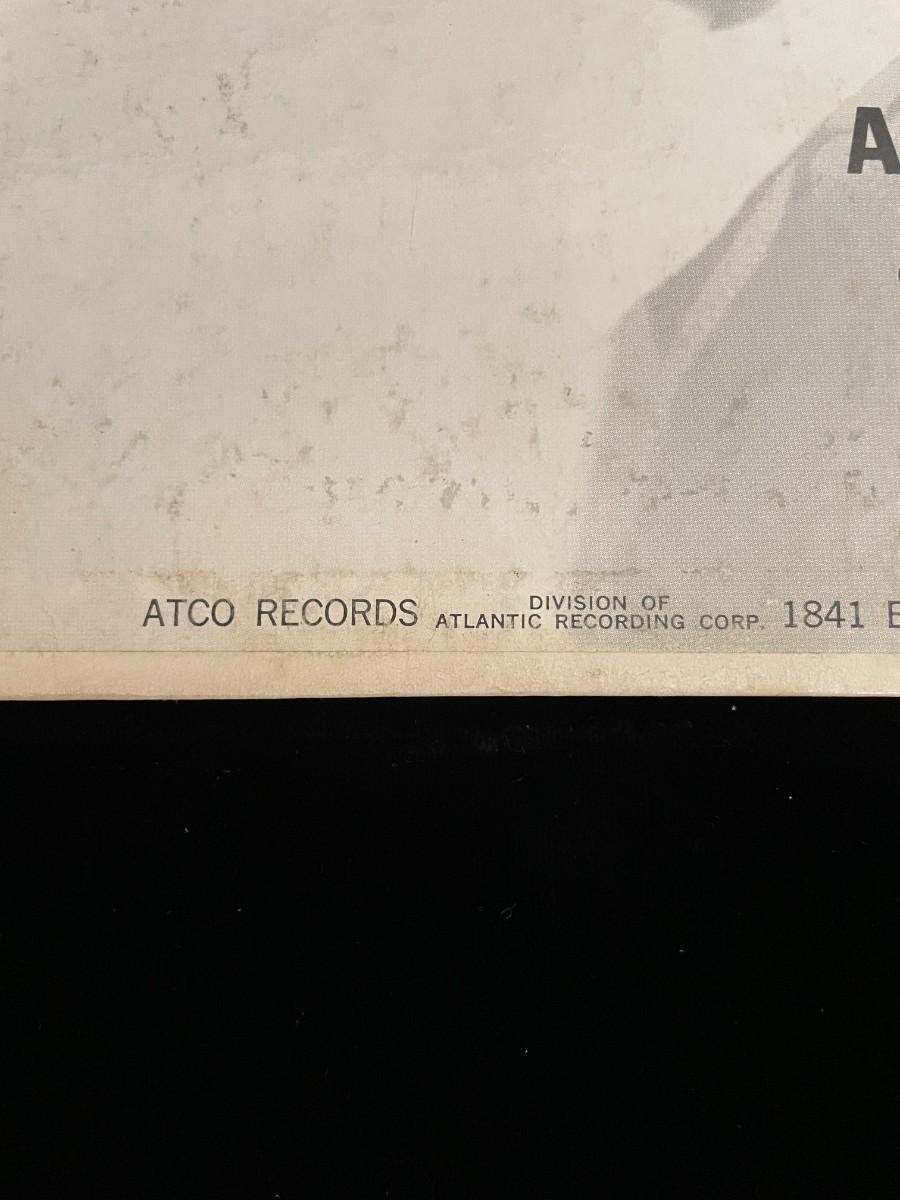 A
ATCO RECORDS DIVISION OF ATLANTIC RECORDING CORP. 1841